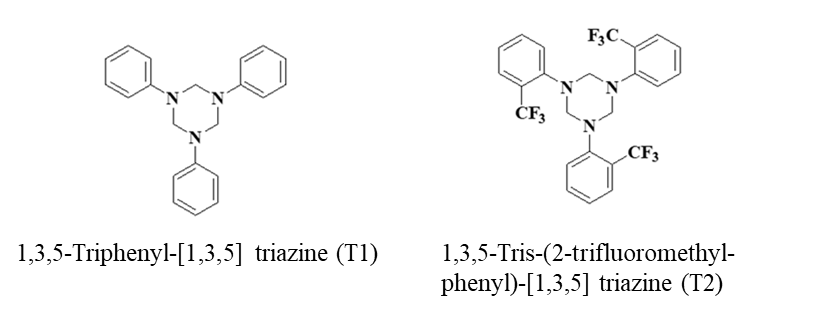 F3C
N N
N N
CF3
N
CF3
N
1,3,5-Triphenyl-[1,3,5] triazine (T1)
1,3,5-Tris-(2-trifluoromethyl-
phenyl)-[1,3,5] triazine (T2)